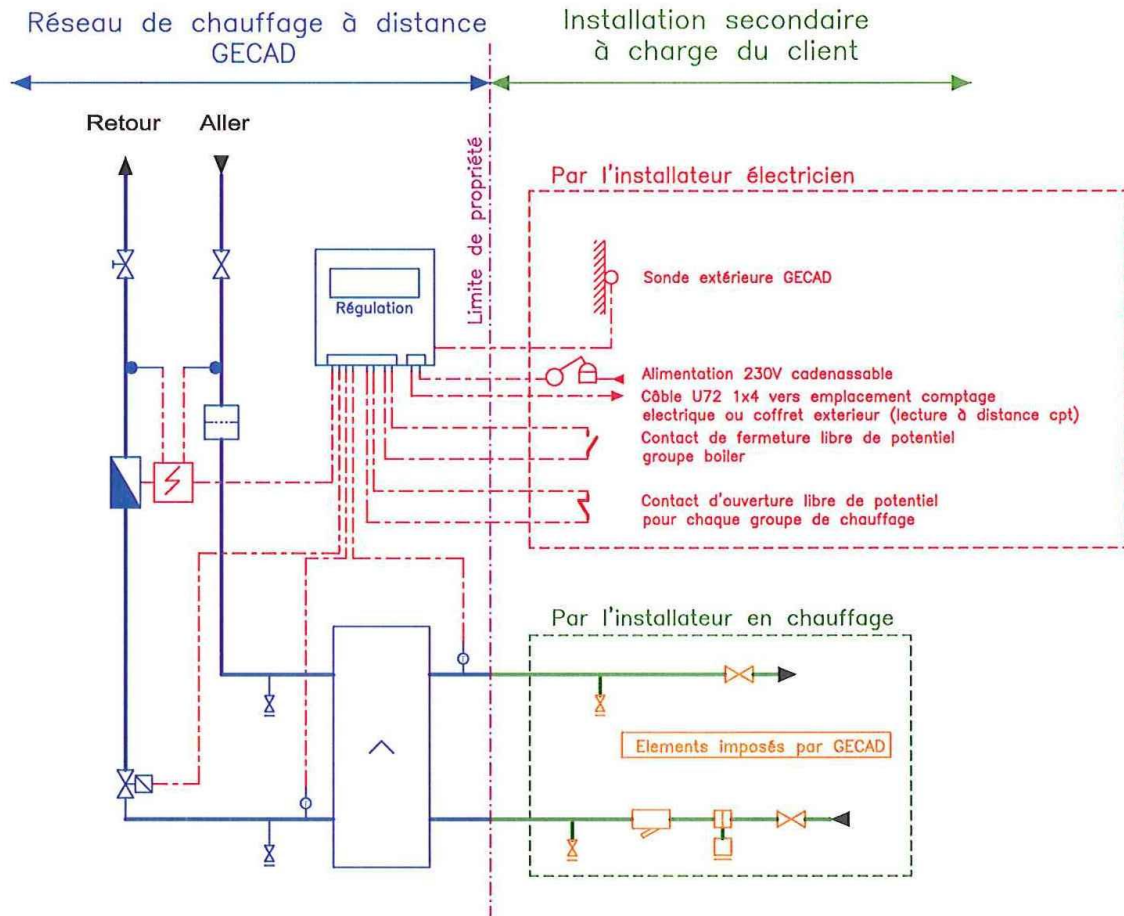 Réseau de chauffage à distance
GECAD
Installation secondaire
à charge du client
Retour
Aller
Limite de propriété
Par l'installateur électricien
Régulation
Sonde extérieure GECAD
Alimentation 230V cadenassable
Câble U72 1x4 vers emplacement comptage
electrique ou coffret exterieur (lecture à distance cpt)
Contact de fermeture libre de potentiel
groupe boiler
Contact d'ouverture libre de potentiel
pour chaque groupe de chauffage
Par l'installateur en chauffage
Elements imposés par GECAD